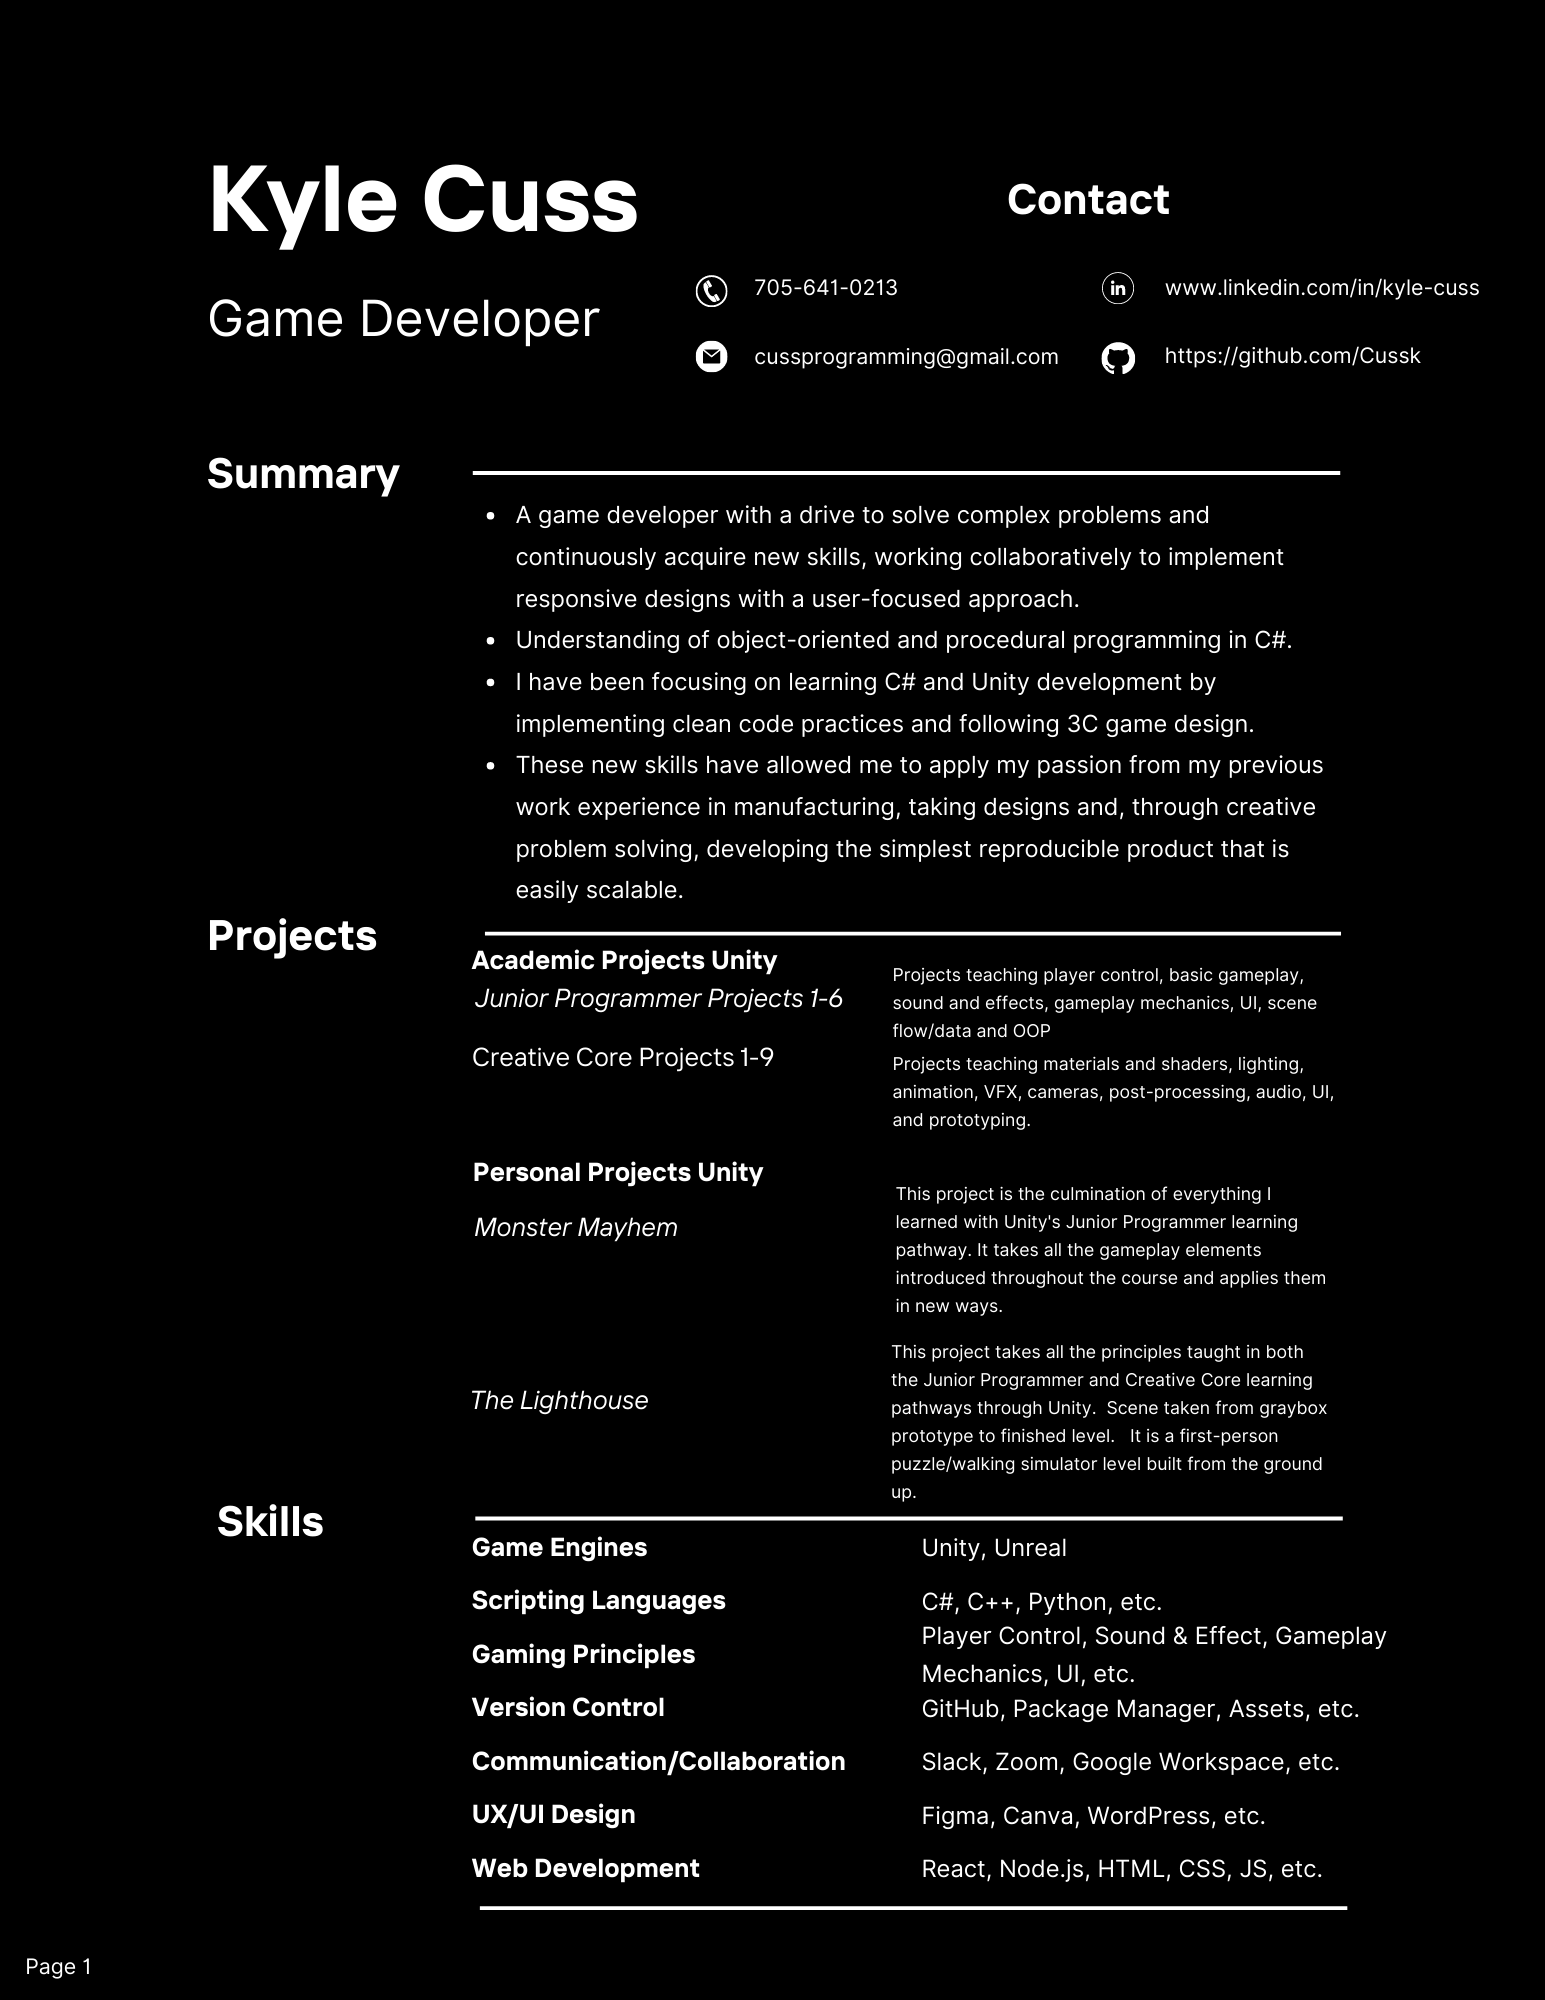 Kyle Cuss
Game Developer
Contact
705-641-0213
www.linkedin.com/in/kyle-cuss
cussprogramming@gmail.com
https://github.com/Cussk
Summary
• A game developer with a drive to solve complex problems and
continuously acquire new skills, working collaboratively to implement
responsive designs with a user-focused approach.
• Understanding of object-oriented and procedural programming in C#.
• I have been focusing on learning C# and Unity development by
implementing clean code practices and following 3C game design.
• These new skills have allowed me to apply my passion from my previous
work experience in manufacturing, taking designs and, through creative
problem solving, developing the simplest reproducible product that is
easily scalable.
Projects
Academic Projects Unity
Junior Programmer Projects 1-6
Projects teaching player control, basic gameplay,
sound and effects, gameplay mechanics, UI, scene
flow/data and OOP
Creative Core Projects 1-9
Projects teaching materials and shaders, lighting,
animation, VFX, cameras, post-processing, audio, UI,
and prototyping.
Personal Projects Unity
Monster Mayhem
This project is the culmination of everything I
learned with Unity's Junior Programmer learning
pathway. It takes all the gameplay elements
introduced throughout the course and applies them
in new ways.
The Lighthouse
This project takes all the principles taught in both
the Junior Programmer and Creative Core learning
pathways through Unity.  Scene taken from graybox
prototype to finished level.   It is a first-person
puzzle/walking simulator level built from the ground
up.
Skills
Game Engines
Unity, Unreal
Scripting Languages
C#, C++, Python, etc.
Gaming Principles
Player Control, Sound & Effect, Gameplay
Mechanics, UI, etc.
Version Control
GitHub, Package Manager, Assets, etc.
Communication/Collaboration
Slack, Zoom, Google Workspace, etc.
UX/UI Design
Figma, Canva, WordPress, etc.
Web Development
React, Node.js, HTML, CSS, JS, etc.
Page 1